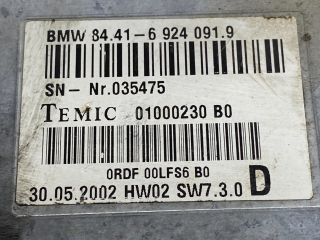 BMW 84.41-6 924 091.9
SN- Nr.035475
TEMIC 01000230 B0
0RDF 00LFS6 B0
30.05.2002 HW02 SW7.3.0 D